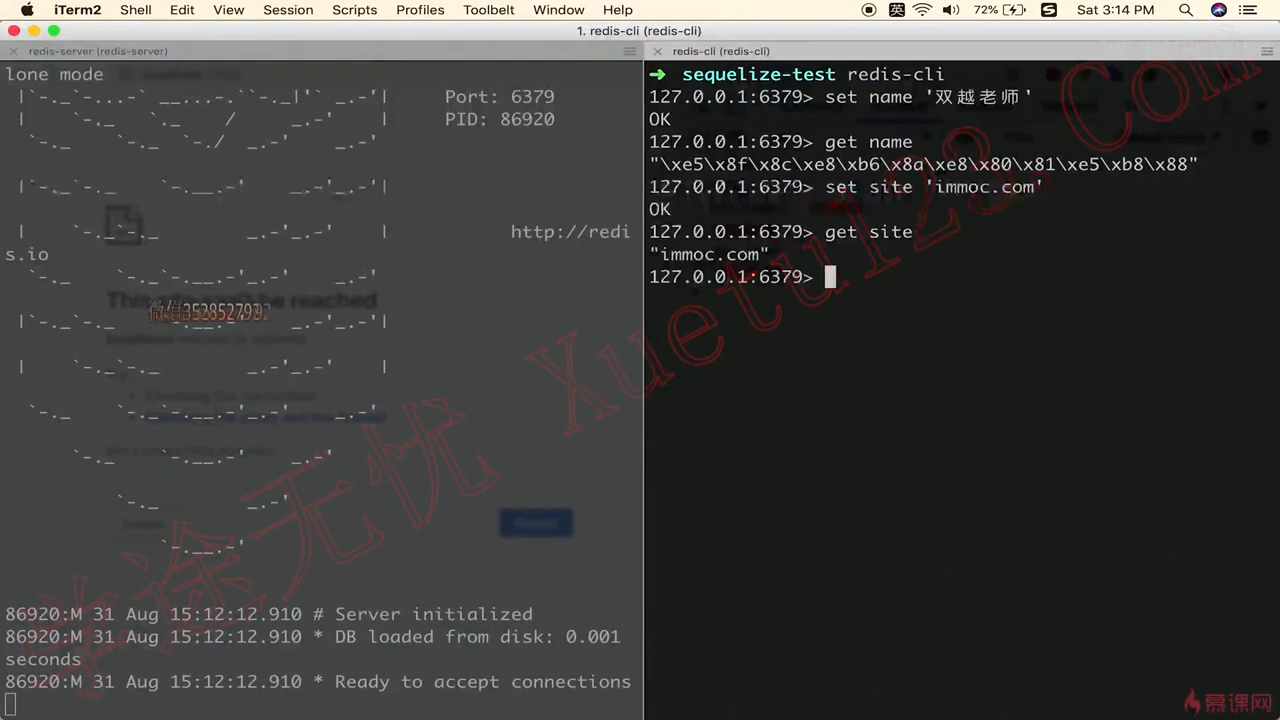 iTerm2 Shell Edit View Session Scripts Profiles Toolbelt Window Help 英 72% Sat 3:14 PM
1. redis-cli (redis-cli)
redis-server (redis-server)
redis-cli (redis-cli)
lone mode
Port: 6379
PID: 86920
http://redi
s.io
86920:M 31 Aug 15:12:12.910 # Server initialized
86920:M 31 Aug 15:12:12.910 * DB loaded from disk: 0.001
seconds
86920:M 31 Aug 15:12:12.910 * Ready to accept connections
➜ sequelize-test redis-cli
127.0.0.1:6379> set name '双越老师'
OK
127.0.0.1:6379> get name
"\xe5\x8f\x8c\xe8\xb6\x8a\xe8\x80\x81\xe5\xb8\x88"
127.0.0.1:6379> set site 'immoc.com'
OK
127.0.0.1:6379> get site
"immoc.com"
127.0.0.1:6379>
学途无忧 Xuetu123.Com
慕课网